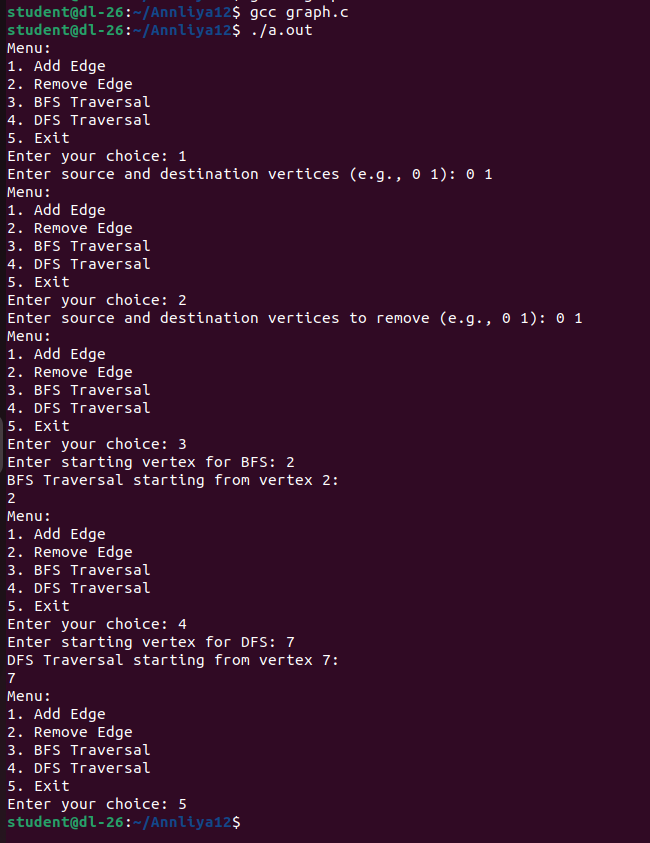 student@dl-26:~/Annliya12$ gcc graph.c
student@dl-26:~/Annliya12$ ./a.out
Menu:
1. Add Edge
2. Remove Edge
3. BFS Traversal
4. DFS Traversal
5. Exit
Enter your choice: 1
Enter source and destination vertices (e.g., 0 1): 0 1
Menu:
1. Add Edge
2. Remove Edge
3. BFS Traversal
4. DFS Traversal
5. Exit
Enter your choice: 2
Enter source and destination vertices to remove (e.g., 0 1): 0 1
Menu:
1. Add Edge
2. Remove Edge
3. BFS Traversal
4. DFS Traversal
5. Exit
Enter your choice: 3
Enter starting vertex for BFS: 2
BFS Traversal starting from vertex 2:
2
Menu:
1. Add Edge
2. Remove Edge
3. BFS Traversal
4. DFS Traversal
5. Exit
Enter your choice: 4
Enter starting vertex for DFS: 7
DFS Traversal starting from vertex 7:
7
Menu:
1. Add Edge
2. Remove Edge
3. BFS Traversal
4. DFS Traversal
5. Exit
Enter your choice: 5
student@dl-26:~/Annliya12$